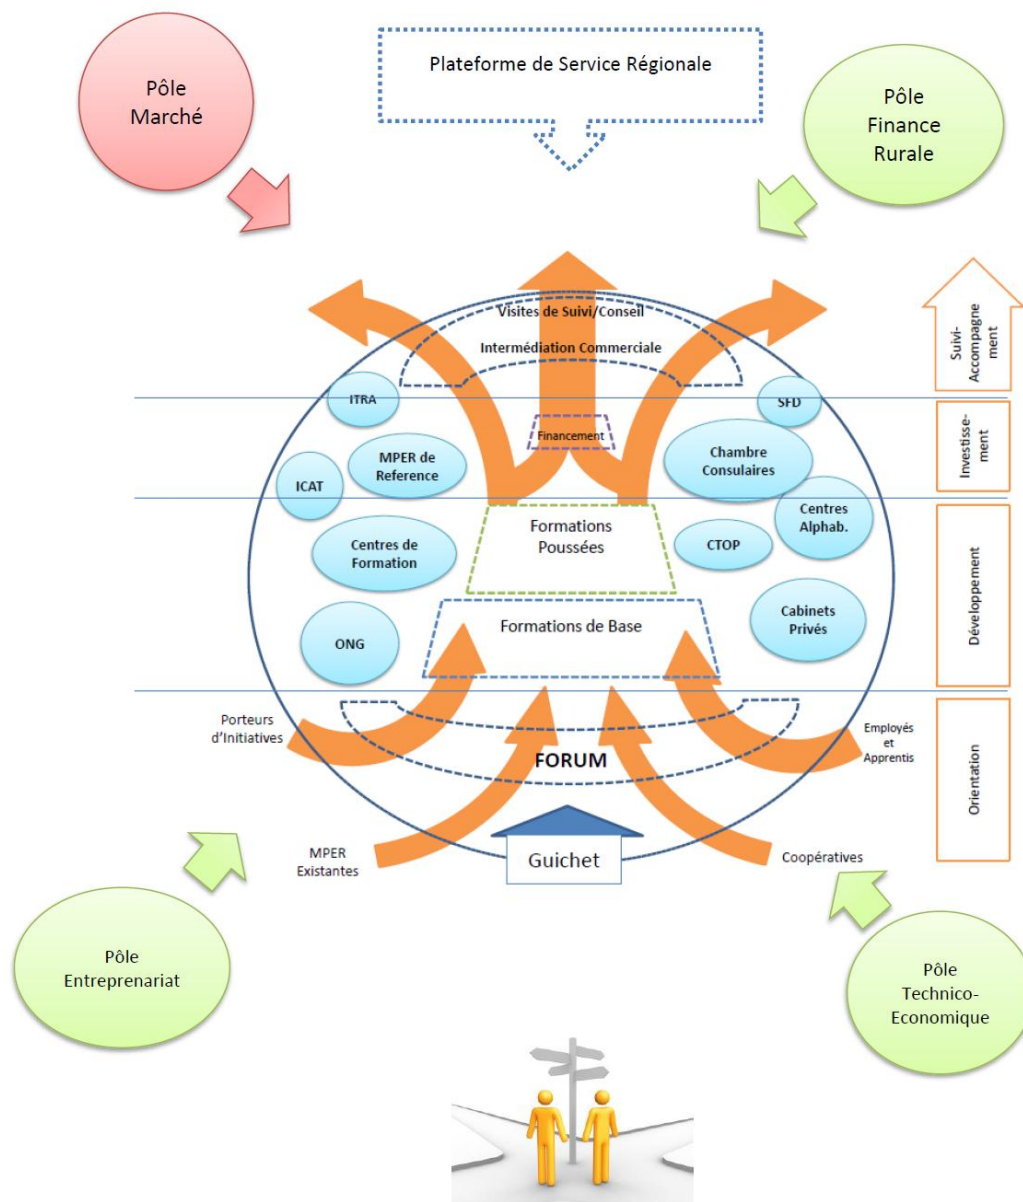 Plateforme de Service Régionale
Pôle
Marché
Pôle
Finance
Rurale
Visites de Suivi/Conseil
Intermédiation Commerciale
Suivi-
Accompagne
ment
ITRA
SFD
Financement
MPER de
Reference
Chambre
Consulaires
Investisse-
ment
ICAT
Centres
Alphab.
Formations
Poussées
Centres de
Formation
CTOP
Développement
Formations de Base
Cabinets
Privés
ONG
Porteurs
d'Initiatives
Employés
et
Apprentis
FORUM
Orientation
MPER
Existantes
Guichet
Coopératives
Pôle
Entreprenariat
Pôle
Technico-
Economique